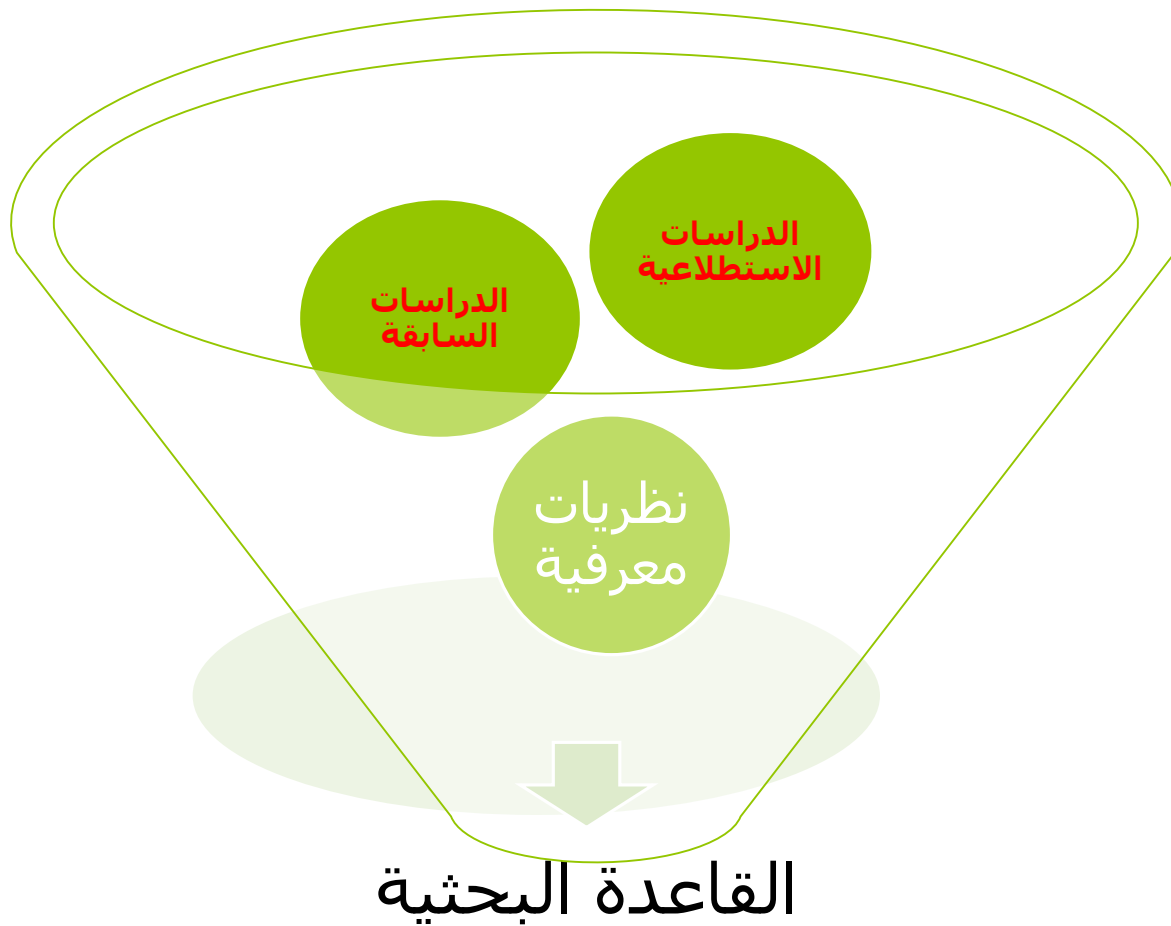 الدراسات
الاستطلاعية
الدراسات
السابقة
نظريات
معرفية
القاعدة البحثية